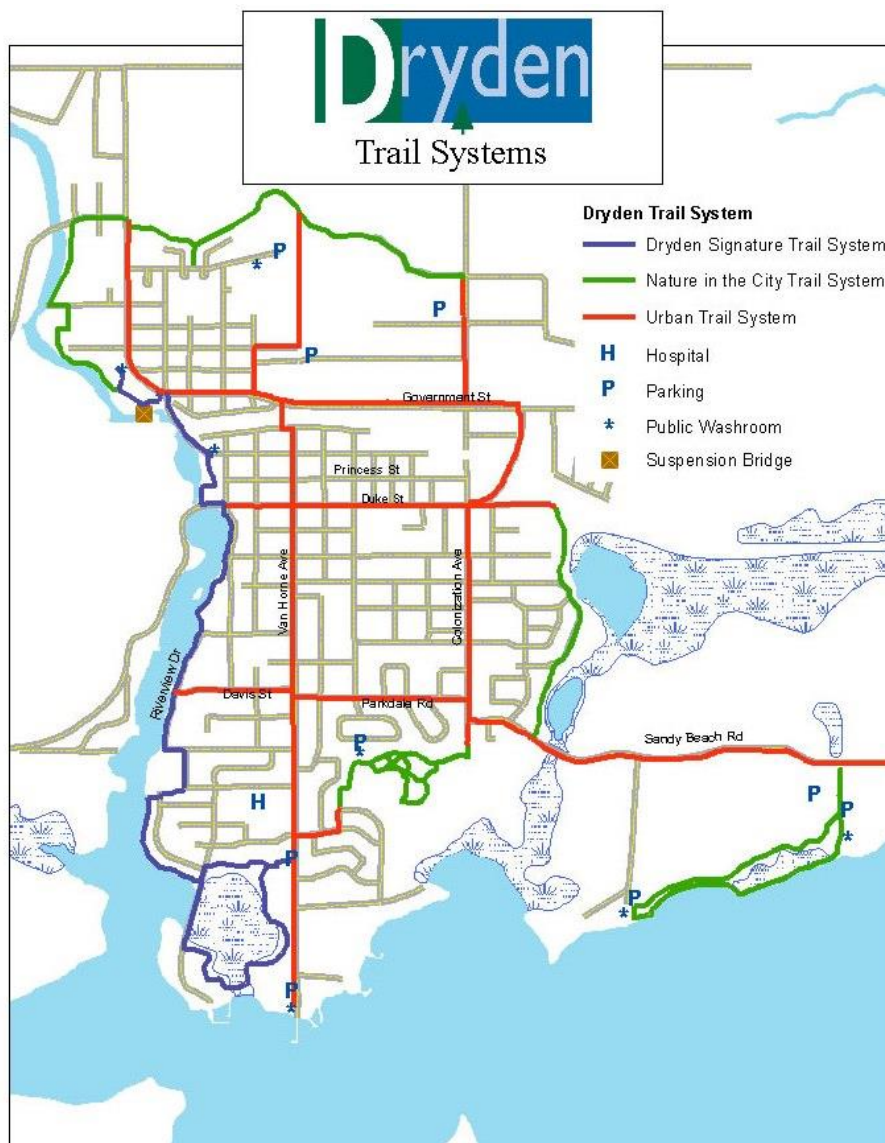 Dryden
Trail Systems
Dryden Trail System
Dryden Signature Trail System
Nature in the City Trail System
Urban Trail System
H Hospital
P Parking
* Public Washroom
Suspension Bridge
P
*
P
P
*
Government St
*
Princess St
Duke St
Van Horne Ave
Colonization Ave
Riverview Dr
Davis St
Parkdale Rd
*
Sandy Beach Rd
H
P
P
*
P
P
*
P
*